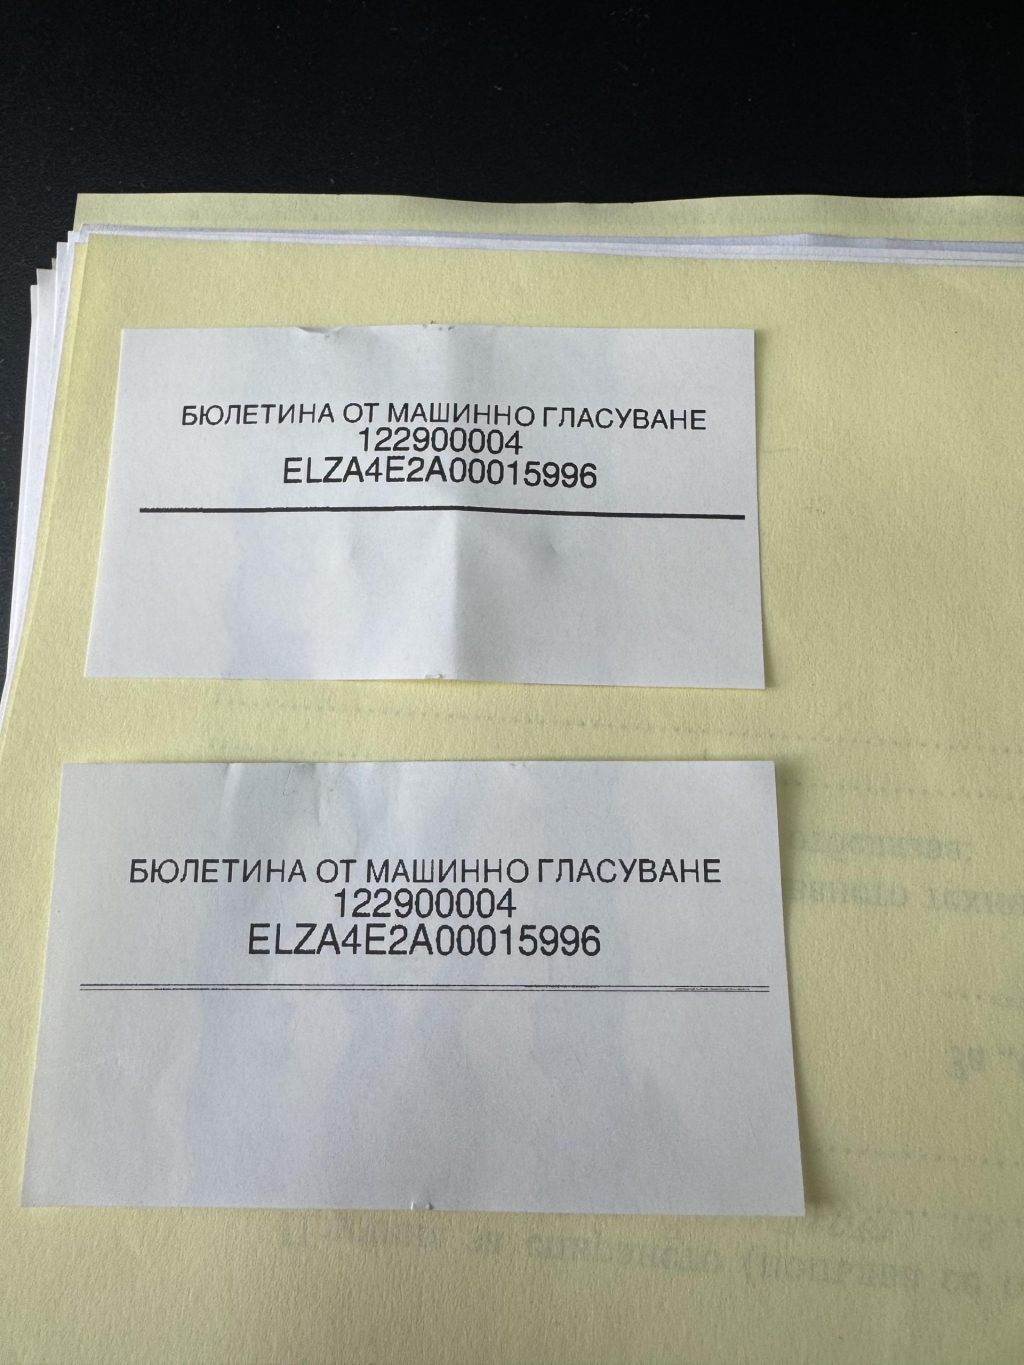 БЮЛЕТИНА ОТ МАШИННО ГЛАСУВАНЕ
122900004
ELZA4E2A00015996
БЮЛЕТИНА ОТ МАШИННО ГЛАСУВАНЕ
122900004
ELZA4E2A00015996